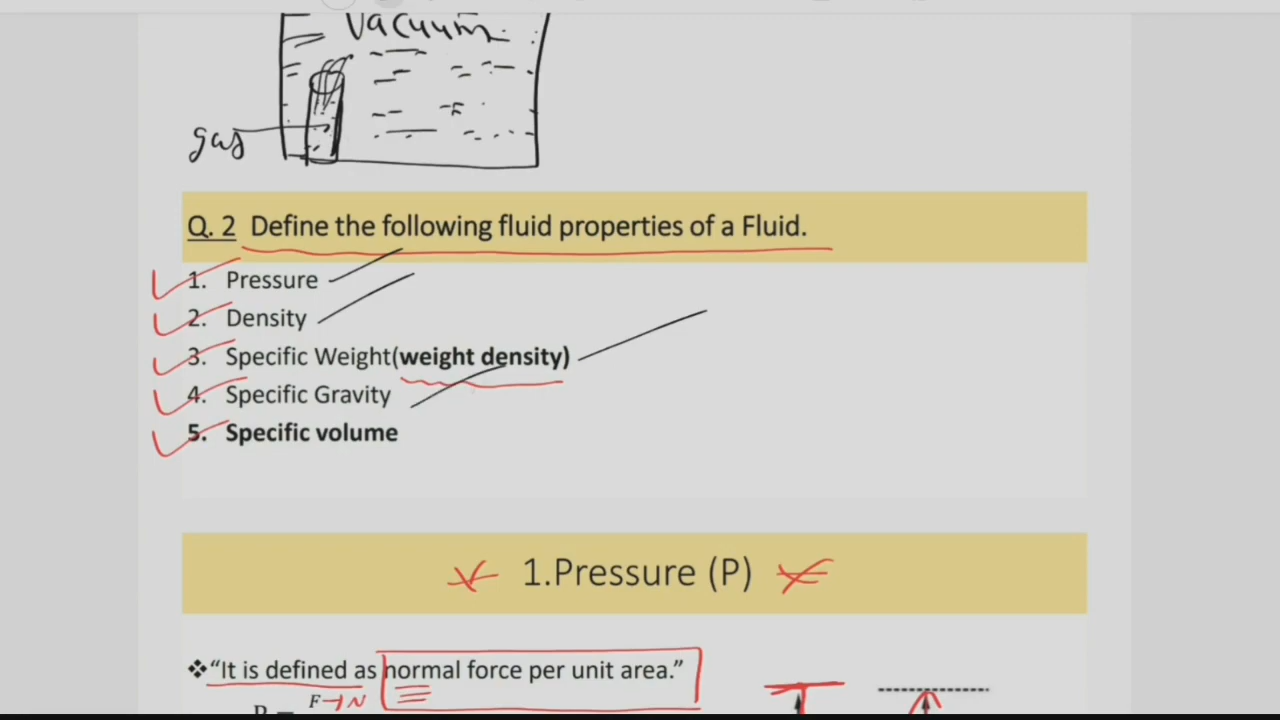 Vacuum
gas
Q. 2 Define the following fluid properties of a Fluid.
1. Pressure
2. Density
3. Specific Weight(weight density)
4. Specific Gravity
5. Specific volume
1.Pressure (P)
❖“It is defined as normal force per unit area.”
F→N